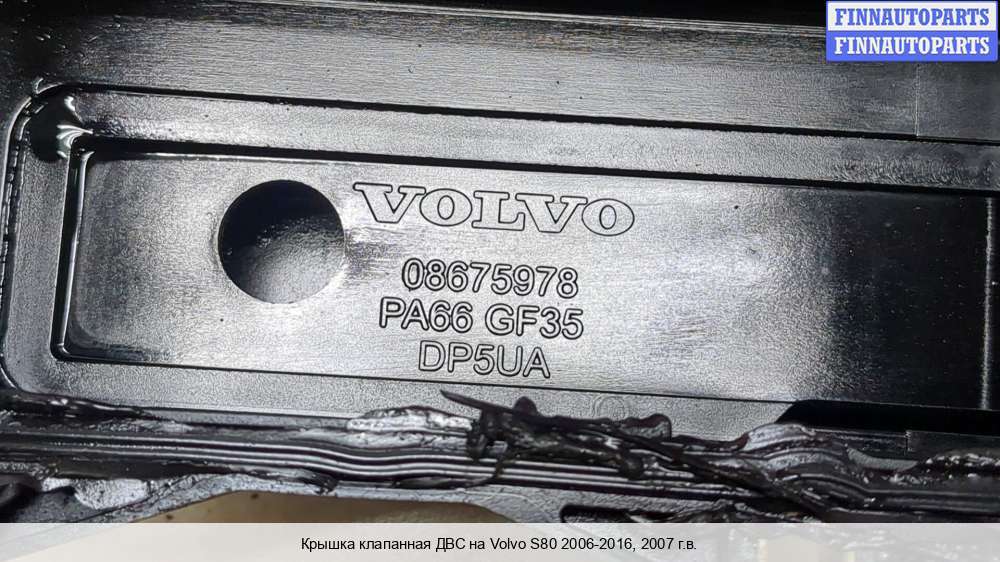 FINNAUTOPARTS
FINNAUTOPARTS
VOLVO
08675978
PA66 GF35
DP5UA
Крышка клапанная ДВС на Volvo S80 2006-2016, 2007 г.в.